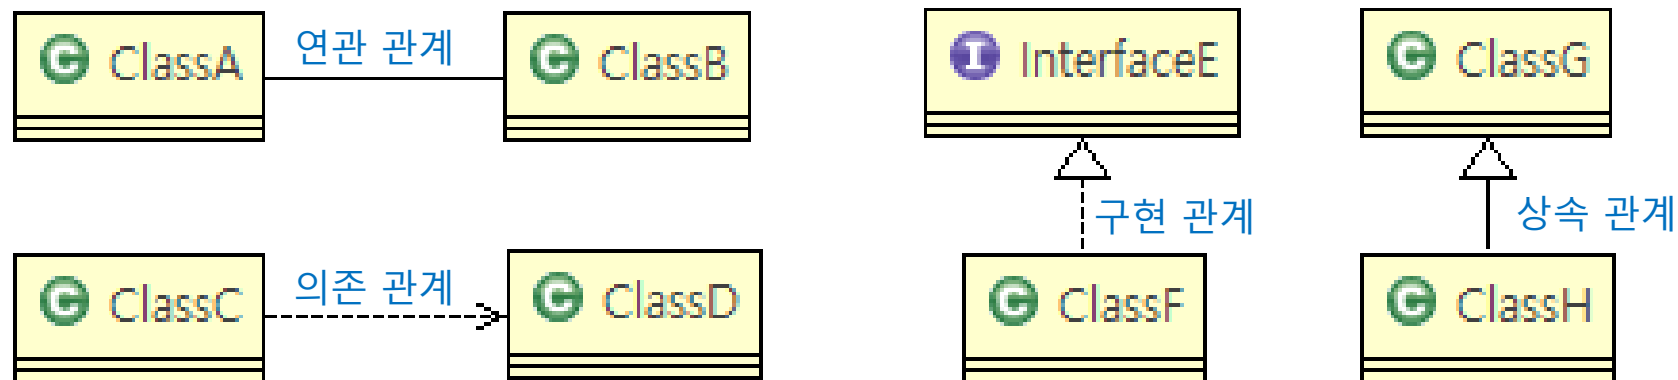 C ClassA
연관 관계
C ClassB
I InterfaceE
C ClassG
구현 관계
상속 관계
C ClassC
의존 관계
C ClassD
C ClassF
C ClassH